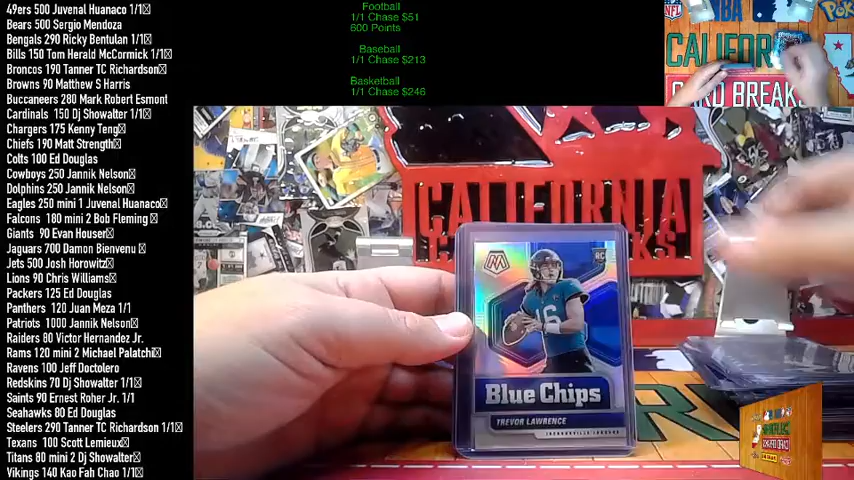 49ers 500 Juvenal Huanaco 1/1
Bears 500 Sergio Mendoza
Bengals 290 Ricky Bentulan 1/1
Bills 150 Tom Herald McCormick 1/1
Broncos 190 Tanner TC Richardson
Browns 90 Matthew S Harris
Buccaneers 280 Mark Robert Esmont
Cardinals 150 Dj Showalter 1/1
Chargers 175 Kenny Teng
Chiefs 190 Matt Strength
Colts 100 Ed Douglas
Cowboys 250 Jannik Nelson
Dolphins 250 Jannik Nelson
Eagles 250 mini 1 Juvenal Huanaco
Falcons 180 mini 2 Bob Fleming
Giants 90 Evan Houser
Jaguars 700 Damon Bienvenu
Jets 500 Josh Horowitz
Lions 90 Chris Williams
Packers 125 Ed Douglas
Panthers 120 Juan Meza 1/1
Patriots 1000 Jannik Nelson
Raiders 80 Victor Hernandez Jr.
Rams 120 mini 2 Michael Palatchi
Ravens 100 Jeff Doctolero
Redskins 70 Dj Showalter 1/1
Saints 90 Ernest Roher Jr. 1/1
Seahawks 80 Ed Douglas
Steelers 290 Tanner TC Richardson 1/1
Texans 100 Scott Lemieux
Titans 80 mini 2 Dj Showalter
Vikings 140 Kao Fah Chao 1/1
Football
1/1 Chase $51
600 Points
Baseball
1/1 Chase $213
Basketball
1/1 Chase $246
NFL
NBA
CALIFOR
CARD BREAKS
CALIFORNIA
KS
M
RC
16
Blue Chips
TREVOR LAWRENCE
JACKSONVILLE JAGUARS